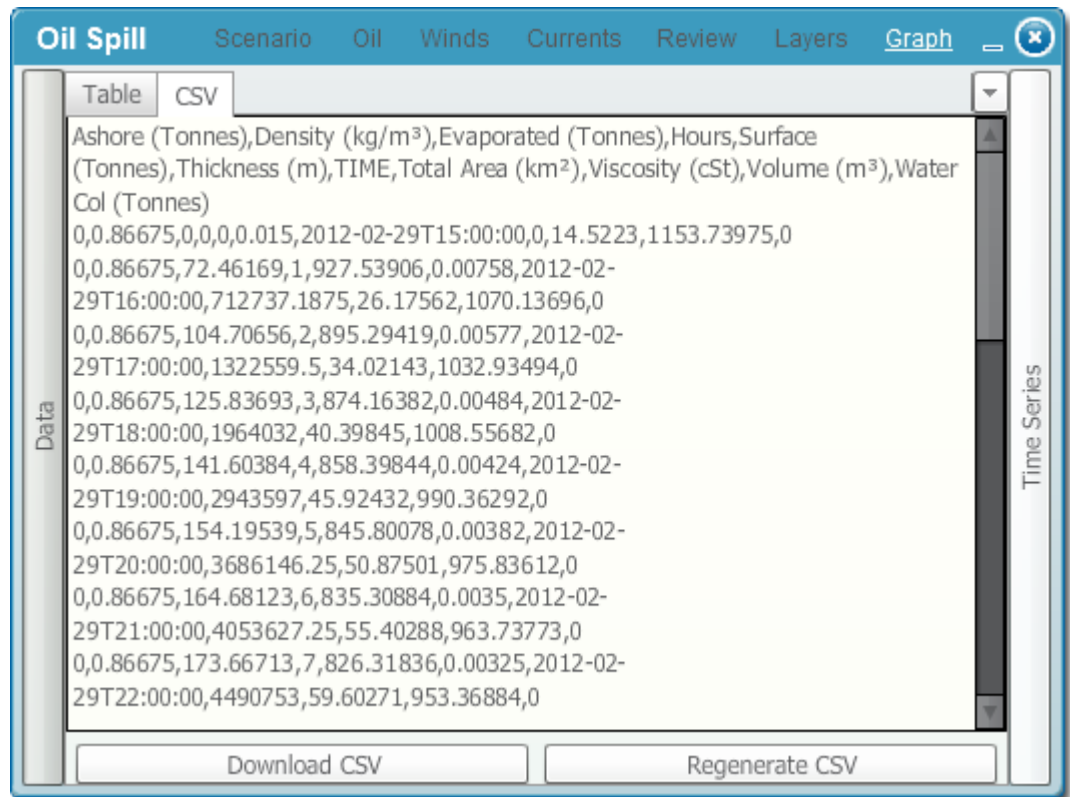 Oil Spill Scenario Oil Winds Currents Review Layers Graph
Table CSV
Ashore (Tonnes),Density (kg/m³),Evaporated (Tonnes),Hours,Surface
(Tonnes),Thickness (m),TIME,Total Area (km²),Viscosity (cSt),Volume (m³),Water
Col (Tonnes)
0,0.86675,0,0,0,0.015,2012-02-29T15:00:00,0,14.5223,1153.73975,0
0,0.86675,72.46169,1,927.53906,0.00758,2012-02-
29T16:00:00,712737.1875,26.17562,1070.13696,0
0,0.86675,104.70656,2,895.29419,0.00577,2012-02-
29T17:00:00,1322559.5,34.02143,1032.93494,0
0,0.86675,125.83693,3,874.16382,0.00484,2012-02-
29T18:00:00,1964032,40.39845,1008.55682,0
0,0.86675,141.60384,4,858.39844,0.00424,2012-02-
29T19:00:00,2943597,45.92432,990.36292,0
0,0.86675,154.19539,5,845.80078,0.00382,2012-02-
29T20:00:00,3686146.25,50.87501,975.83612,0
0,0.86675,164.68123,6,835.30884,0.0035,2012-02-
29T21:00:00,4053627.25,55.40288,963.73773,0
0,0.86675,173.66713,7,826.31836,0.00325,2012-02-
29T22:00:00,4490753,59.60271,953.36884,0
Data
Time Series
Download CSV Regenerate CSV